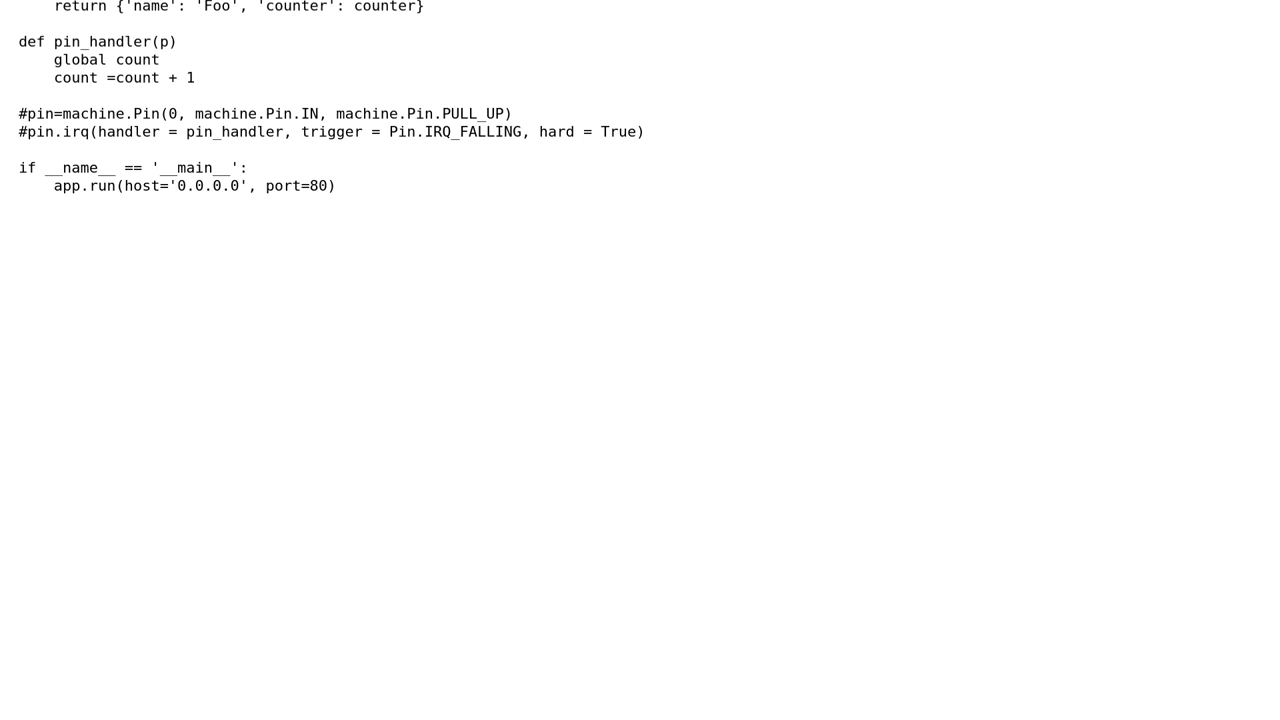 return {'name': 'Foo', 'counter': counter}

def pin_handler(p)
    global count
    count =count + 1

#pin=machine.Pin(0, machine.Pin.IN, machine.Pin.PULL_UP)
#pin.irq(handler = pin_handler, trigger = Pin.IRQ_FALLING, hard = True)

if __name__ == '__main__':
    app.run(host='0.0.0.0', port=80)